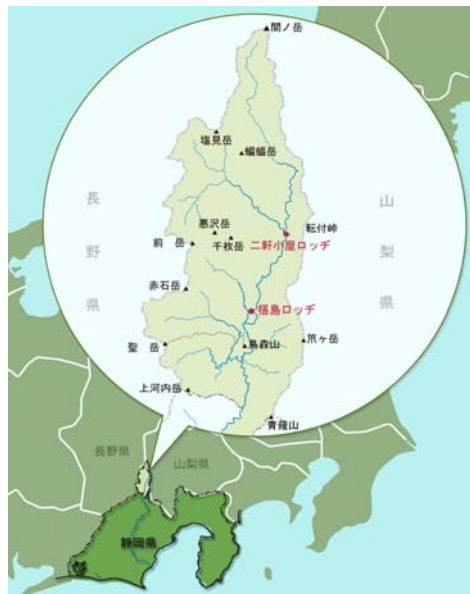 間ノ岳
塩見岳
蝙蝠岳
長野県
山梨県
悪沢岳
転付峠
前 岳
千枚岳
二軒小屋ロッヂ
赤石岳
椹島ロッヂ
聖 岳
鳥森山
笊ヶ岳
上河内岳
青薙山
長野県
山梨県
静岡県